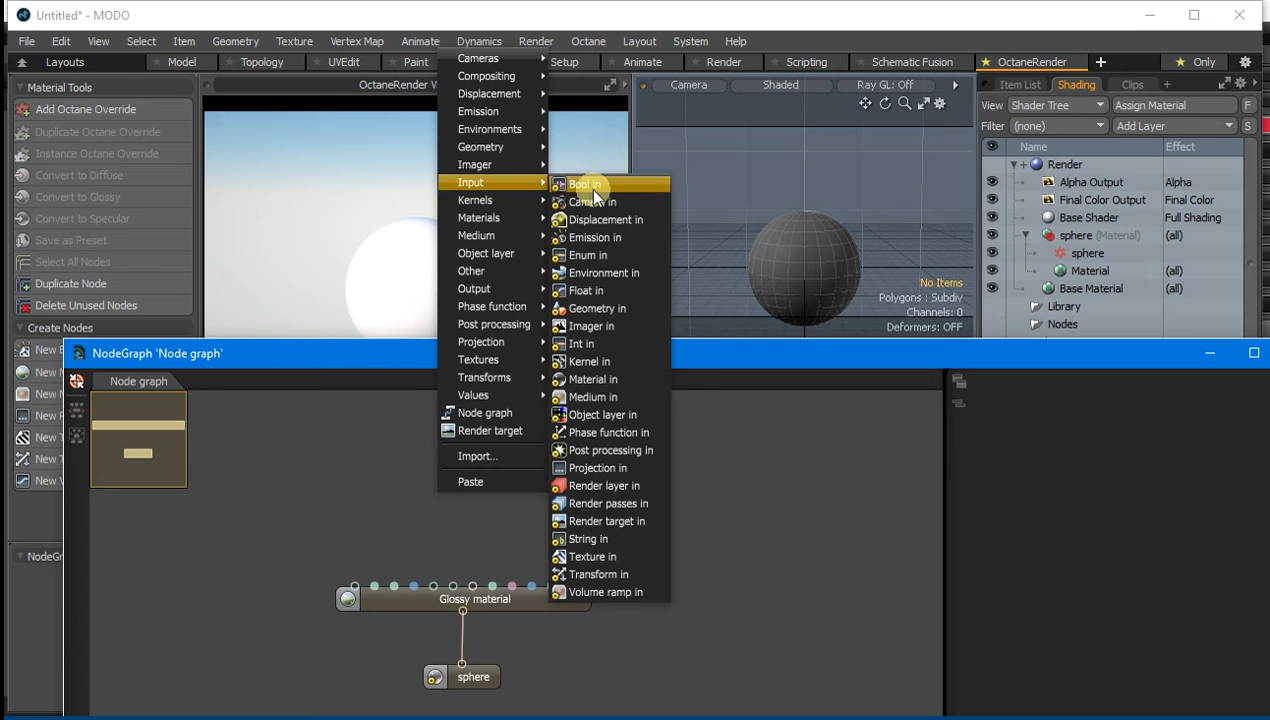 Untitled* - MODO
File Edit View Select Item Geometry Texture Vertex Map Animate Dynamics Render Octane Layout System Help
Layouts Model Topology UVEdit Paint Setup Animate Render Scripting Schematic Fusion OctaneRender + Only
Material Tools
Add Octane Override
Duplicate Octane Override
Instance Octane Override
Convert to Diffuse
Convert to Glossy
Convert to Specular
Save as Preset
Select All Nodes
Duplicate Node
Delete Unused Nodes
Create Nodes
New E
New M
New
New P
New T
New T
New V
NodeGr
OctaneRender V
Camera Shaded Ray GL: Off
No Items
Polygons : Subdiv
Channels: 0
Deformers: OFF
Item List Shading Clips +
View Shader Tree Assign Material F
Filter (none) Add Layer S
Name Effect
Render
Alpha Output Alpha
Final Color Output Final Color
Base Shader Full Shading
sphere (Material) (all)
sphere
Material (all)
Base Material (all)
Library
Nodes
Cameras
Compositing
Displacement
Emission
Environments
Geometry
Imager
Input
Kernels
Materials
Medium
Object layer
Other
Output
Phase function
Post processing
Projection
Textures
Transforms
Values
Node graph
Render target
Import...
Paste
Bool in
in
Displacement in
Emission in
Enum in
Environment in
Float in
Geometry in
Imager in
Int in
Kernel in
Material in
Medium in
Object layer in
Phase function in
Post processing in
Projection in
Render layer in
Render passes in
Render target in
String in
Texture in
Transform in
Volume ramp in
NodeGraph 'Node graph'
Node graph
Glossy material
sphere